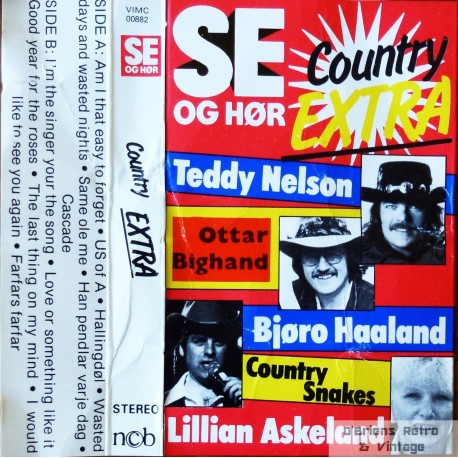 SIDE A: Am I that easy to forget • US of A • Hallingdøl • Wasted
days and wasted nights • Same ole me • Han pendlar varje dag •
Cascade
SIDE B: I'm the singer your the song • Love or something like it
Good year for the roses • The last thing on my mind • I would
like to see you again • Farfars farfar
VIMC
00882
SE
OG HØR
Country
EXTRA
STEREO
ncb
SE
OG HØR
Country
EXTRA
Teddy Nelson
Ottar
Bighand
Bjøro Haaland
Country
Snakes
Lillian Askeland
Retro
& Vintage